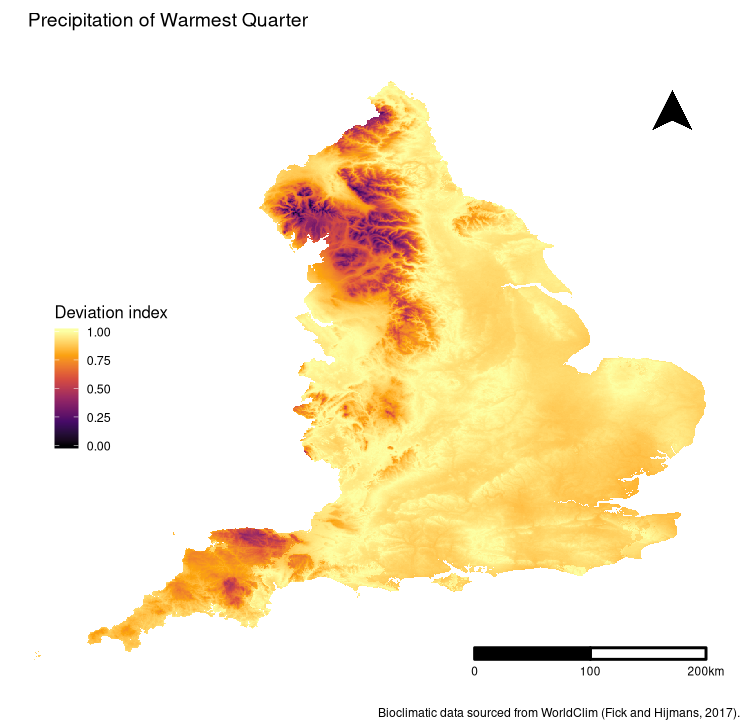 Precipitation of Warmest Quarter
Deviation index
1.00
0.75
0.50
0.25
0.00
0 100 200km
Bioclimatic data sourced from WorldClim (Fick and Hijmans, 2017).